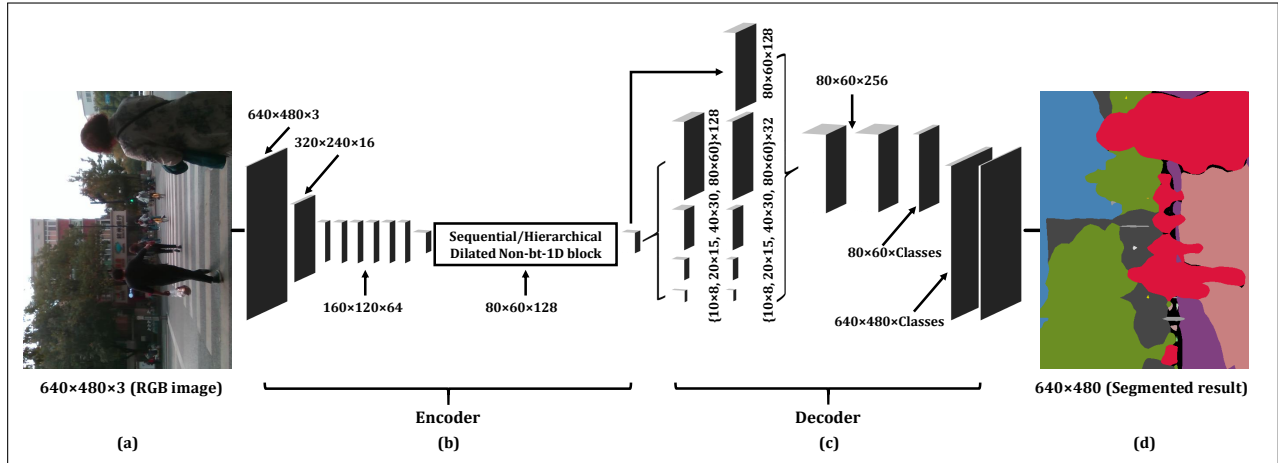 640×480×3
320×240×16
160×120×64
Sequential/Hierarchical
Dilated Non-bt-1D block
80×60×128
{10×8, 20×15, 40×30, 80×60}×128
{10×8, 20×15, 40×30, 80×60}×32
80×60×128
80×60×256
80×60×Classes
640×480×Classes
640×480×3 (RGB image)
640×480 (Segmented result)
Encoder
Decoder
(a)
(b)
(c)
(d)